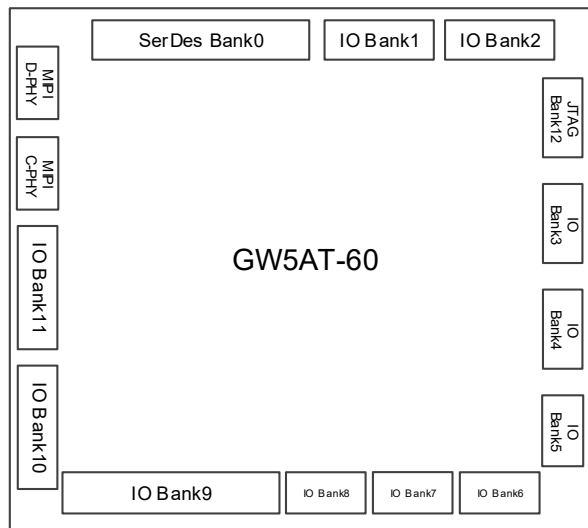 SerDes Bank0
IO Bank1
IO Bank2
MIPI
D-PHY
JTAG
Bank12
MIPI
C-PHY
IO
Bank3
IO Bank11
GW5AT-60
IO
Bank4
IO Bank10
IO
Bank5
IO Bank9
IO Bank8
IO Bank7
IO Bank6